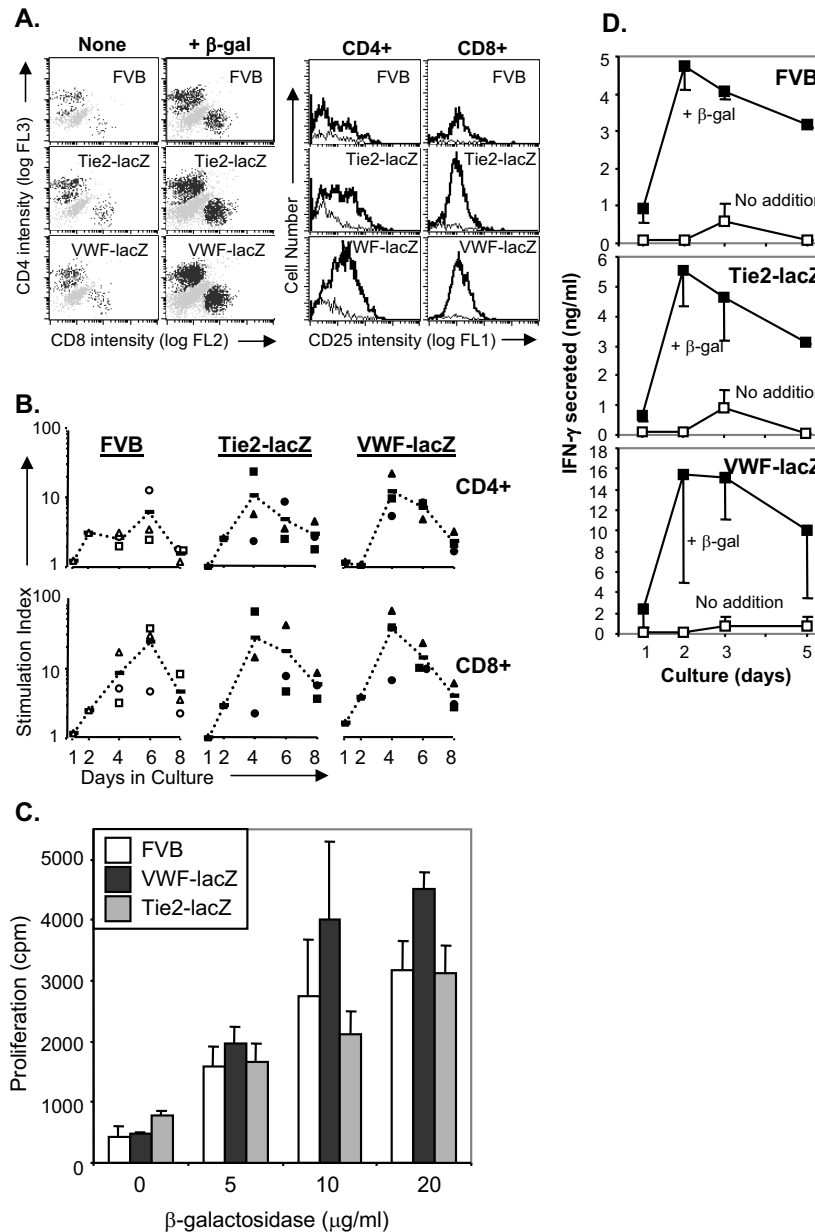 A.
None
+ β-gal
CD4+
CD8+
FVB
FVB
FVB
FVB
Tie2-lacZ
Tie2-lacZ
Tie2-lacZ
Tie2-lacZ
VWF-lacZ
VWF-lacZ
VWF-lacZ
VWF-lacZ
CD4 intensity (log FL3)
CD8 intensity (log FL2)
Cell Number
CD25 intensity (log FL1)
B.
FVB
Tie2-lacZ
VWF-lacZ
100
10
1
CD4+
100
10
1
CD8+
Stimulation Index
1 2 4 6 8
1 2 4 6 8
1 2 4 6 8
Days in Culture
C.
FVB
VWF-lacZ
Tie2-lacZ
5000
4000
3000
2000
1000
0
Proliferation (cpm)
0 5 10 20
β-galactosidase (μg/ml)
D.
FVB
5
4
3
2
1
0
+ β-gal
No addition
Tie2-lacZ
6
5
4
3
2
1
0
+ β-gal
No addition
VWF-lacZ
16
14
12
10
8
6
4
2
0
+ β-gal
No addition
IFN-γ secreted (ng/ml)
1 2 3 5
Culture (days)